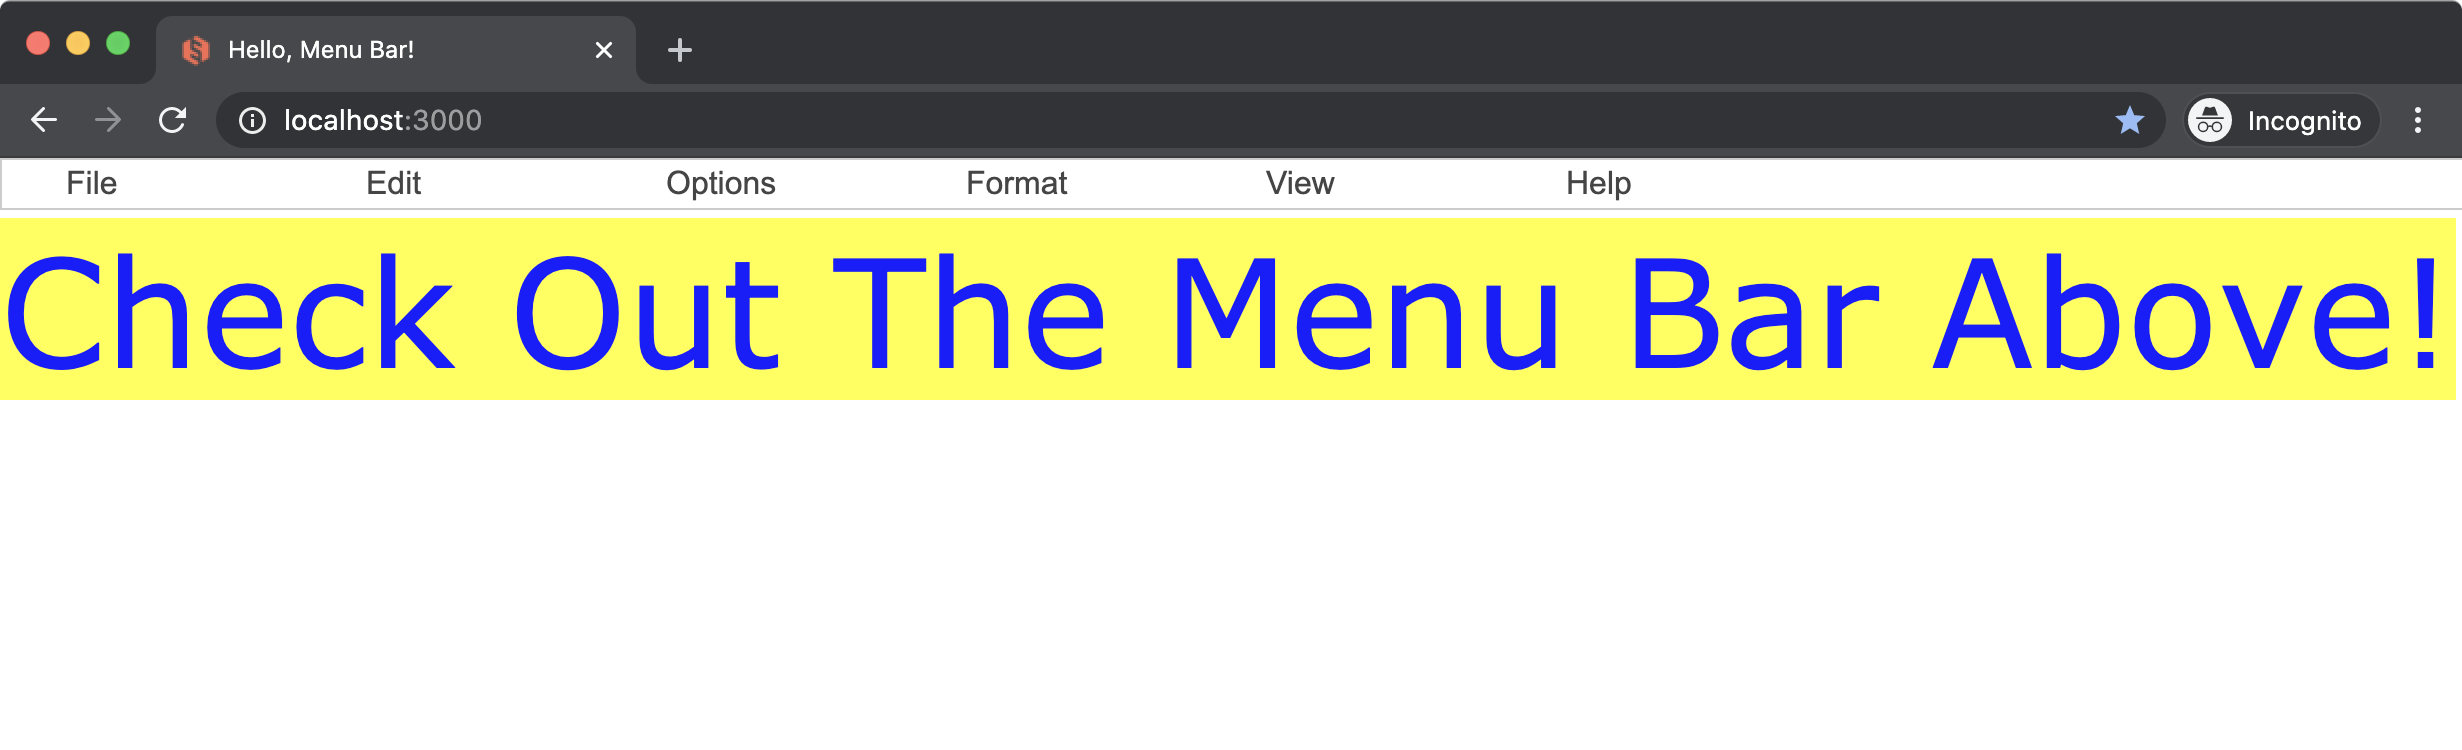 Hello, Menu Bar!
localhost:3000
Incognito
File Edit Options Format View Help
Check Out The Menu Bar Above!